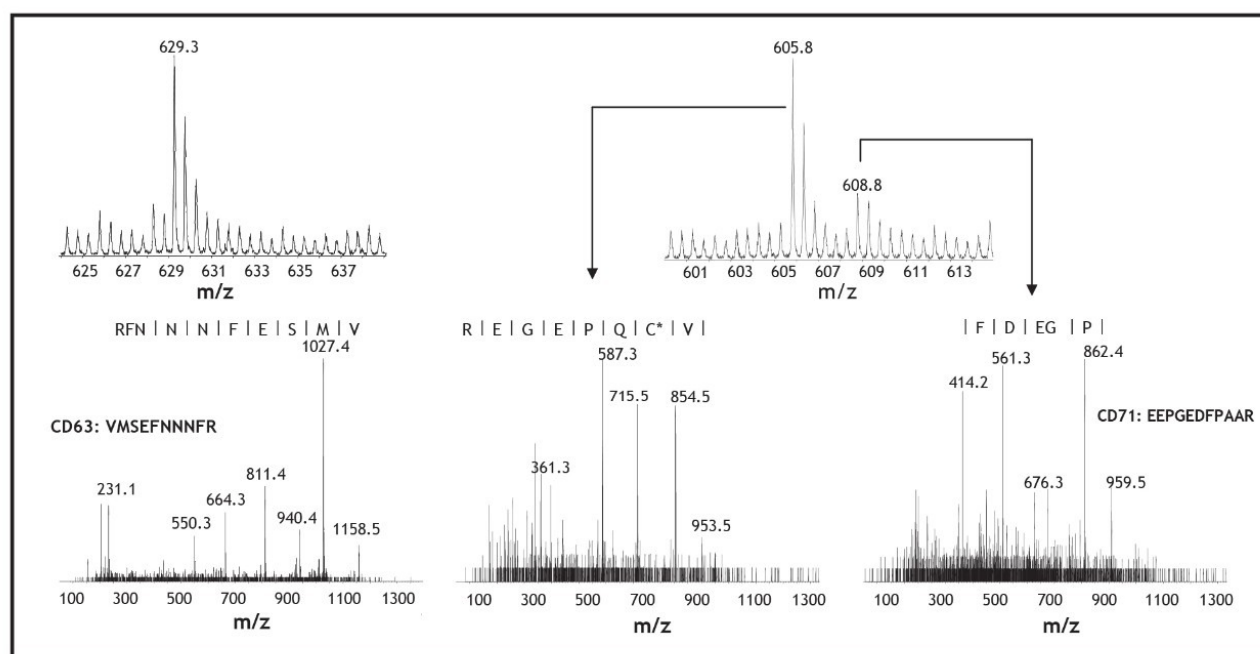 629.3
625 627 629 631 633 635 637
m/z
605.8
608.8
601 603 605 607 609 611 613
m/z
RFN | N | N | F | E | S | M | V
1027.4
CD63: VMSEFNNNFR
231.1
550.3
664.3
811.4
940.4
1158.5
100 300 500 700 900 1100 1300
m/z
R | E | G | E | P | Q | C* | V |
587.3
715.5
854.5
361.3
953.5
100 300 500 700 900 1100 1300
m/z
| F | D | EG | P |
862.4
561.3
414.2
CD71: EEPGEDFPAAR
676.3
959.5
100 300 500 700 900 1100 1300
m/z